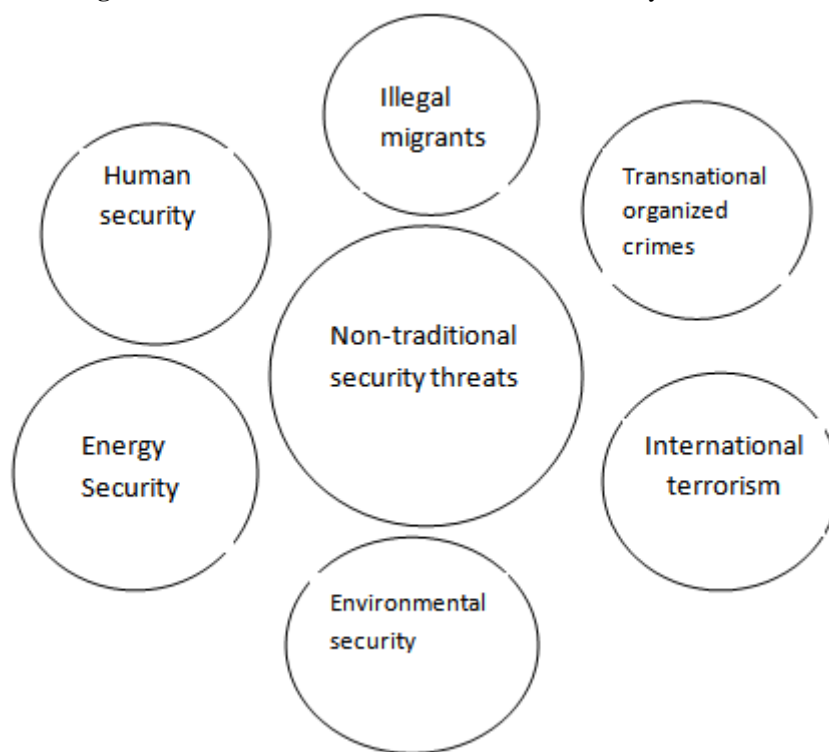 Illegal
migrants
Human
security
Transnational
organized
crimes
Non-traditional
security threats
Energy
Security
International
terrorism
Environmental
security